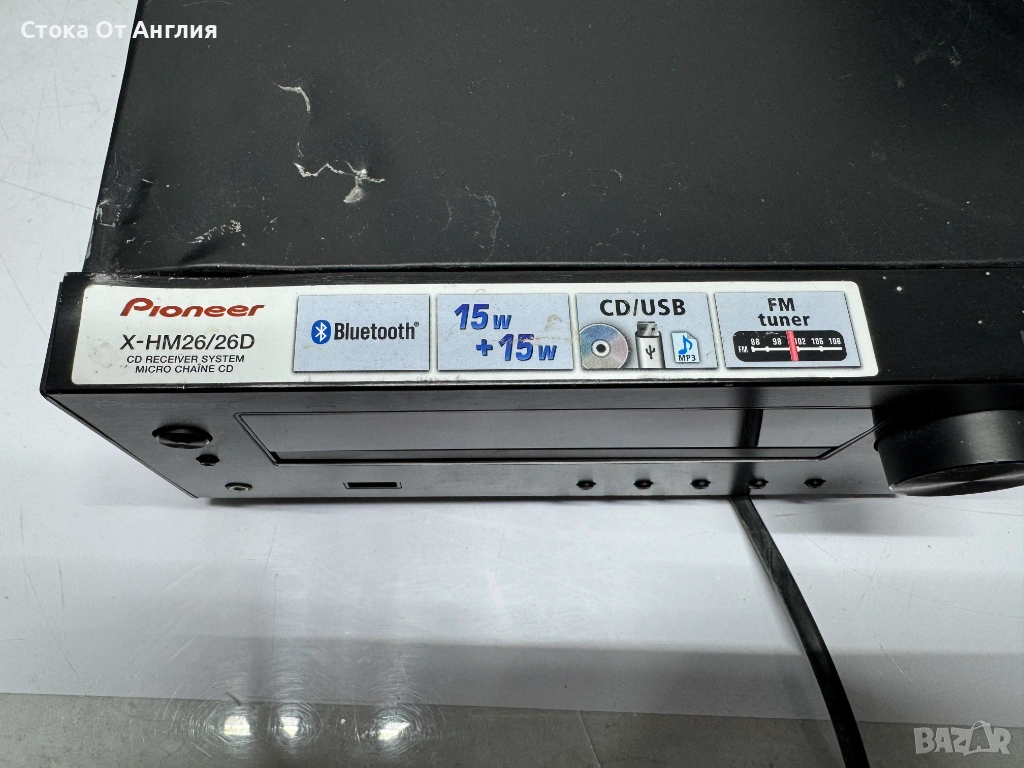 Стока От Англия
Pioneer
X-HM26/26D
CD RECEIVER SYSTEM
MICRO CHAÎNE CD
Bluetooth®
15W
+15W
CD/USB
MP3
FM
tuner
FM 88 98 102 106 108
BAZAR